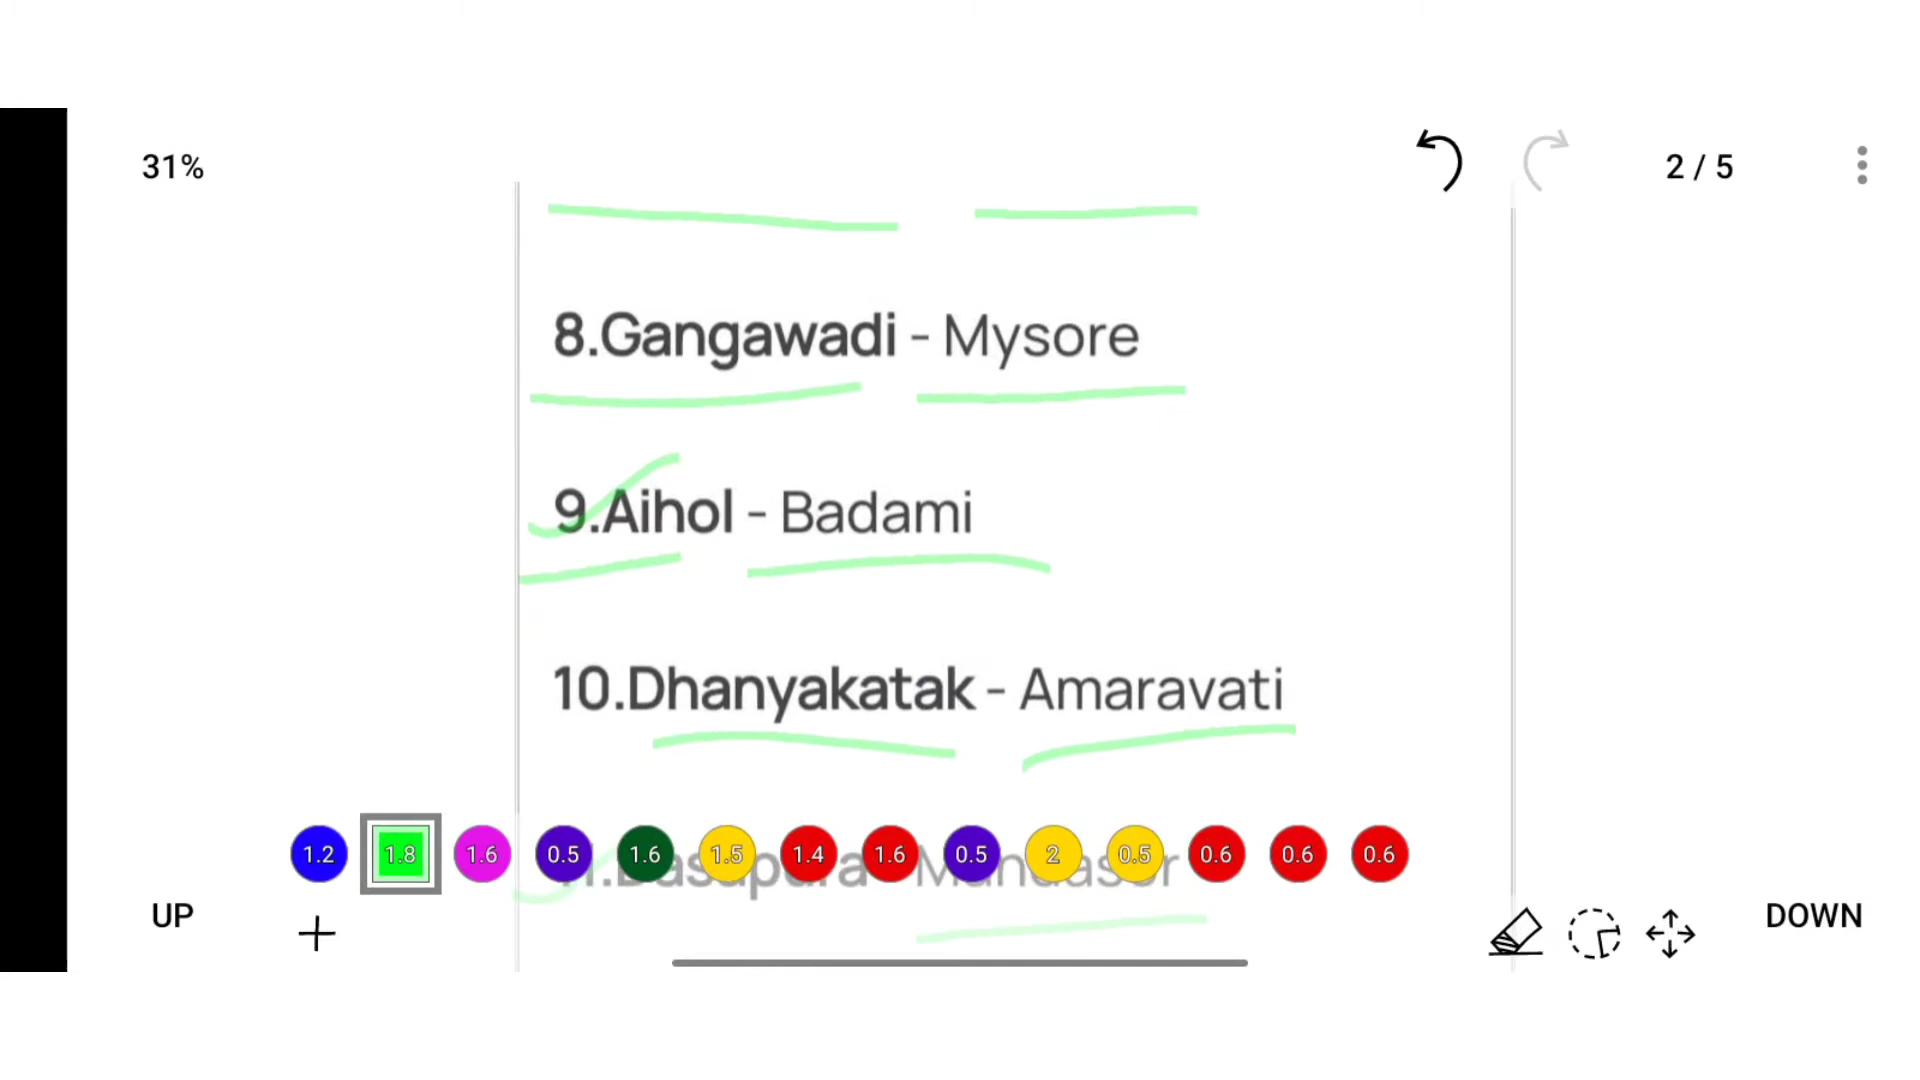 31%
2 / 5
8.Gangawadi - Mysore
9.Aihol - Badami
10.Dhanyakatak - Amaravati
1.2 1.8 1.6 0.5 1.6 1.5 1.4 1.6 0.5 2 0.5 0.6 0.6 0.6
UP
DOWN